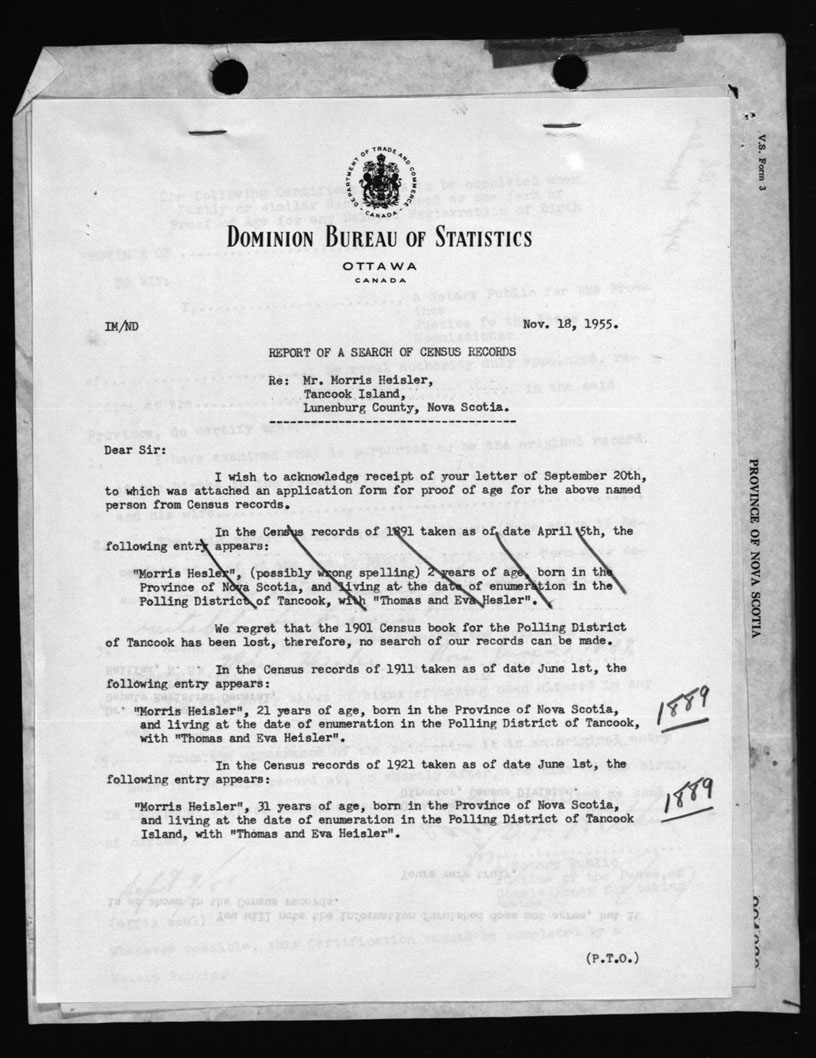 DEPARTMENT OF TRADE AND COMMERCE
CANADA
DOMINION BUREAU OF STATISTICS
OTTAWA
CANADA
IM/ND
Nov. 18, 1955.
REPORT OF A SEARCH OF CENSUS RECORDS
Re: Mr. Morris Heisler,
Tancook Island,
Lunenburg County, Nova Scotia.
Dear Sir:
I wish to acknowledge receipt of your letter of September 20th,
to which was attached an application form for proof of age for the above named
person from Census records.
In the Census records of 1891 taken as of date April 5th, the
following entry appears:
"Morris Hesler", (possibly wrong spelling) 2 years of age, born in the
Province of Nova Scotia, and living at the date of enumeration in the
Polling District of Tancook, with "Thomas and Eva Hesler".
We regret that the 1901 Census book for the Polling District
of Tancook has been lost, therefore, no search of our records can be made.
In the Census records of 1911 taken as of date June 1st, the
following entry appears:
"Morris Heisler", 21 years of age, born in the Province of Nova Scotia,
and living at the date of enumeration in the Polling District of Tancook,
with "Thomas and Eva Heisler".
1889
In the Census records of 1921 taken as of date June 1st, the
following entry appears:
"Morris Heisler", 31 years of age, born in the Province of Nova Scotia,
and living at the date of enumeration in the Polling District of Tancook
Island, with "Thomas and Eva Heisler".
1889
(P.T.O.)
V.S. Form 3
PROVINCE OF NOVA SCOTIA